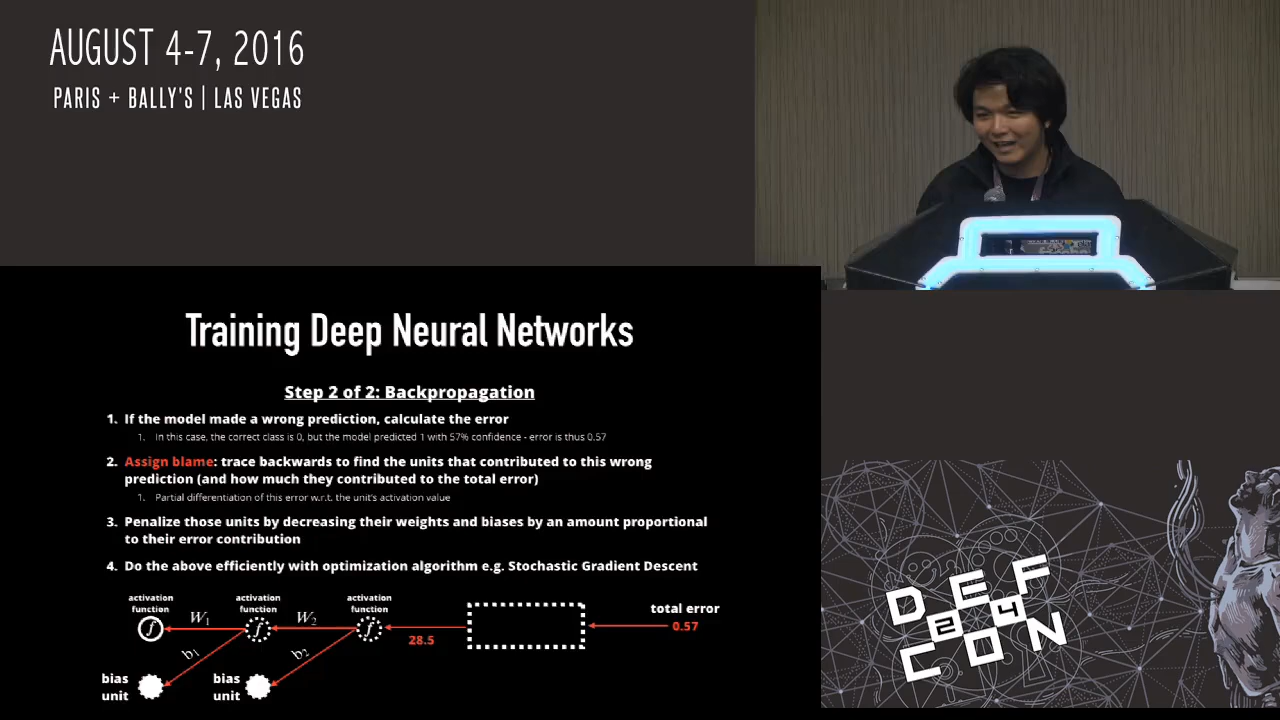 AUGUST 4-7, 2016
PARIS + BALLY'S | LAS VEGAS
Training Deep Neural Networks
Step 2 of 2: Backpropagation
1. If the model made a wrong prediction, calculate the error
1. In this case, the correct class is 0, but the model predicted 1 with 57% confidence - error is thus 0.57
2. Assign blame: trace backwards to find the units that contributed to this wrong
prediction (and how much they contributed to the total error)
1. Partial differentiation of this error w.r.t. the unit's activation value
3. Penalize those units by decreasing their weights and biases by an amount proportional
to their error contribution
4. Do the above efficiently with optimization algorithm e.g. Stochastic Gradient Descent
activation
function
f
W1
activation
function
f
W2
activation
function
f
28.5
total error
0.57
b1
b2
bias
unit
bias
unit
DEF
24
CON